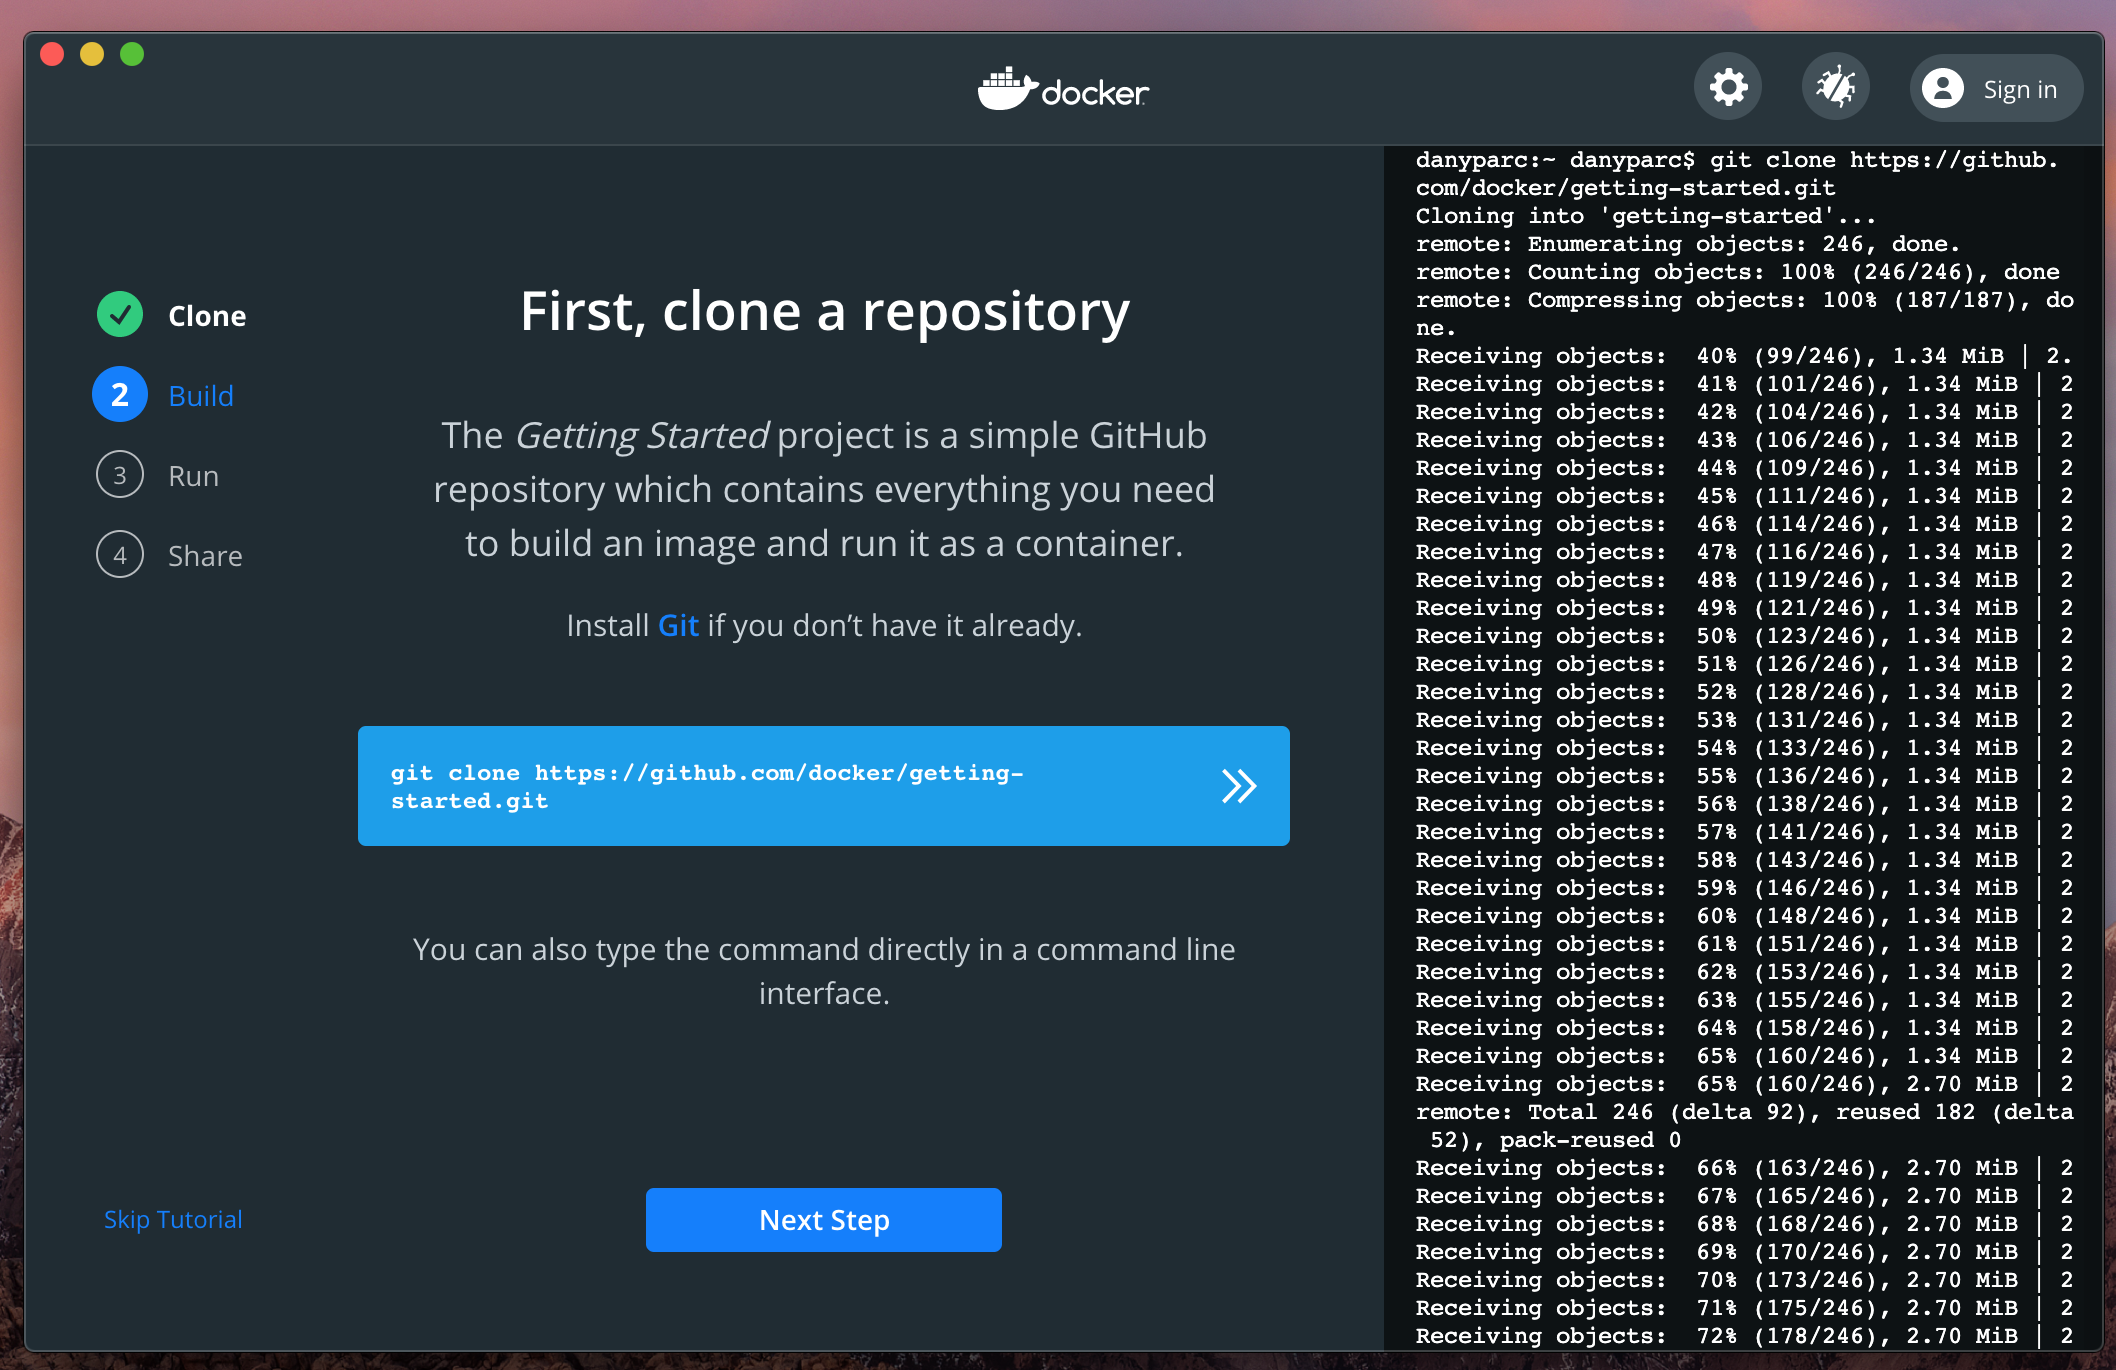 docker
Sign in
Clone
2 Build
3 Run
4 Share
First, clone a repository
The Getting Started project is a simple GitHub
repository which contains everything you need
to build an image and run it as a container.
Install Git if you don’t have it already.
git clone https://github.com/docker/getting-
started.git
You can also type the command directly in a command line
interface.
Skip Tutorial
Next Step
danyparc:~ danyparc$ git clone https://github.
com/docker/getting-started.git
Cloning into 'getting-started'...
remote: Enumerating objects: 246, done.
remote: Counting objects: 100% (246/246), done
remote: Compressing objects: 100% (187/187), do
ne.
Receiving objects:  40% (99/246), 1.34 MiB | 2.
Receiving objects:  41% (101/246), 1.34 MiB | 2
Receiving objects:  42% (104/246), 1.34 MiB | 2
Receiving objects:  43% (106/246), 1.34 MiB | 2
Receiving objects:  44% (109/246), 1.34 MiB | 2
Receiving objects:  45% (111/246), 1.34 MiB | 2
Receiving objects:  46% (114/246), 1.34 MiB | 2
Receiving objects:  47% (116/246), 1.34 MiB | 2
Receiving objects:  48% (119/246), 1.34 MiB | 2
Receiving objects:  49% (121/246), 1.34 MiB | 2
Receiving objects:  50% (123/246), 1.34 MiB | 2
Receiving objects:  51% (126/246), 1.34 MiB | 2
Receiving objects:  52% (128/246), 1.34 MiB | 2
Receiving objects:  53% (131/246), 1.34 MiB | 2
Receiving objects:  54% (133/246), 1.34 MiB | 2
Receiving objects:  55% (136/246), 1.34 MiB | 2
Receiving objects:  56% (138/246), 1.34 MiB | 2
Receiving objects:  57% (141/246), 1.34 MiB | 2
Receiving objects:  58% (143/246), 1.34 MiB | 2
Receiving objects:  59% (146/246), 1.34 MiB | 2
Receiving objects:  60% (148/246), 1.34 MiB | 2
Receiving objects:  61% (151/246), 1.34 MiB | 2
Receiving objects:  62% (153/246), 1.34 MiB | 2
Receiving objects:  63% (155/246), 1.34 MiB | 2
Receiving objects:  64% (158/246), 1.34 MiB | 2
Receiving objects:  65% (160/246), 1.34 MiB | 2
Receiving objects:  65% (160/246), 2.70 MiB | 2
remote: Total 246 (delta 92), reused 182 (delta
 52), pack-reused 0
Receiving objects:  66% (163/246), 2.70 MiB | 2
Receiving objects:  67% (165/246), 2.70 MiB | 2
Receiving objects:  68% (168/246), 2.70 MiB | 2
Receiving objects:  69% (170/246), 2.70 MiB | 2
Receiving objects:  70% (173/246), 2.70 MiB | 2
Receiving objects:  71% (175/246), 2.70 MiB | 2
Receiving objects:  72% (178/246), 2.70 MiB | 2